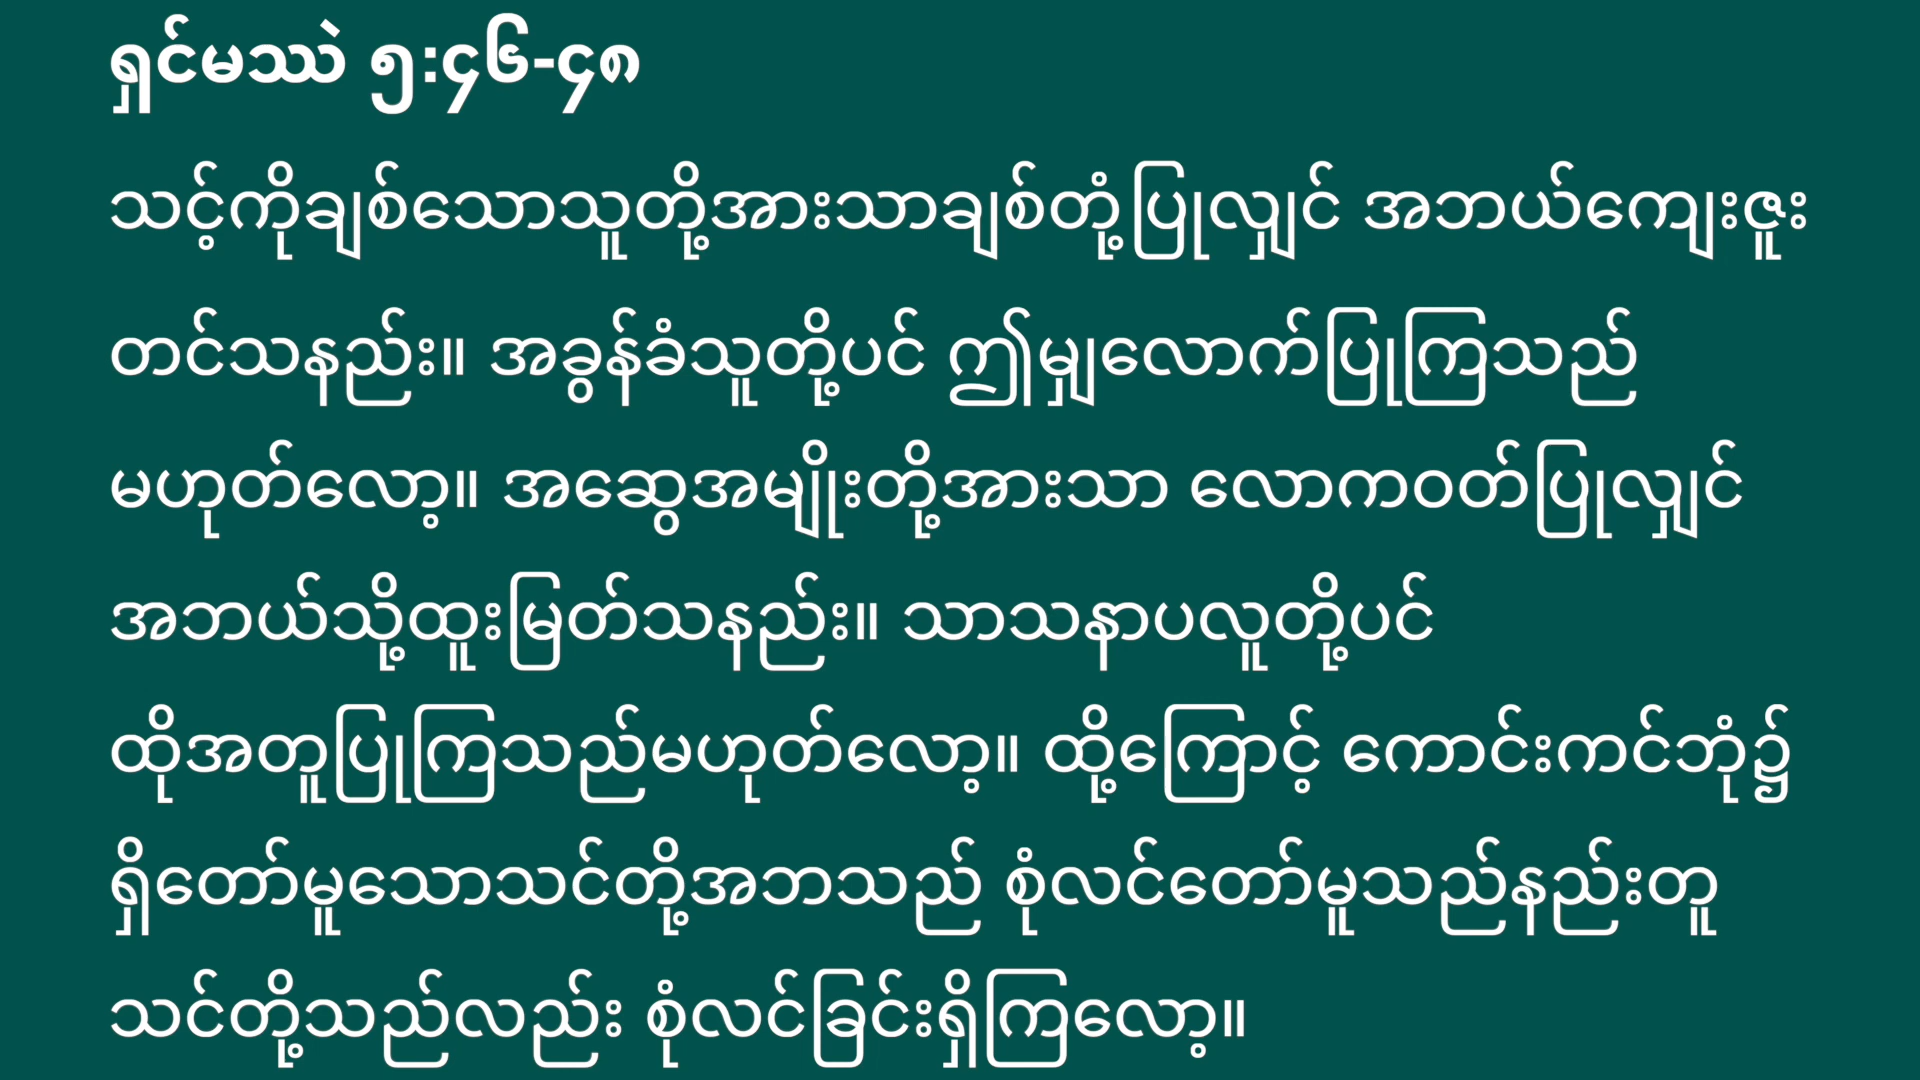 ရှင်မဿဲ ၅:၄၆-၄၈
သင့်ကိုချစ်သောသူတို့အားသာချစ်တုံ့ပြုလျှင် အဘယ်ကျေးဇူး
တင်သနည်း။ အခွန်ခံသူတို့ပင် ဤမျှလောက်ပြုကြသည်
မဟုတ်လော့။ အဆွေအမျိုးတို့အားသာ လောကဝတ်ပြုလျှင်
အဘယ်သို့ထူးမြတ်သနည်း။ သာသနာပလူတို့ပင်
ထိုအတူပြုကြသည်မဟုတ်လော့။ ထို့ကြောင့် ကောင်းကင်ဘုံ၌
ရှိတော်မူသောသင်တို့အဘသည် စုံလင်တော်မူသည်နည်းတူ
သင်တို့သည်လည်း စုံလင်ခြင်းရှိကြလော့။